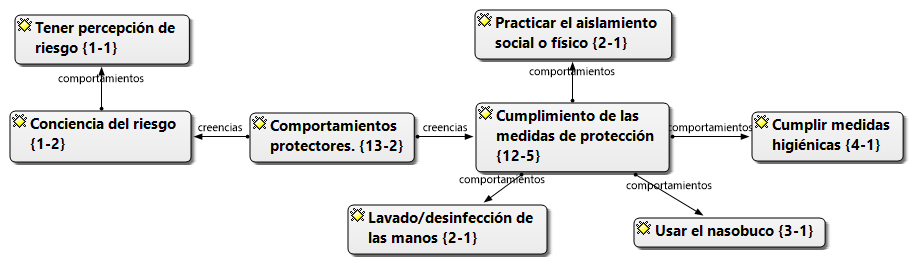 Tener percepción de
riesgo {1-1}
Practicar el aislamiento
social o físico {2-1}
comportamientos
comportamientos
Conciencia del riesgo
{1-2}
creencias
Comportamientos
protectores. {13-2}
creencias
Cumplimiento de las
medidas de protección
{12-5}
comportamientos
Cumplir medidas
higiénicas {4-1}
comportamientos
comportamientos
Lavado/desinfección de
las manos {2-1}
Usar el nasobuco {3-1}